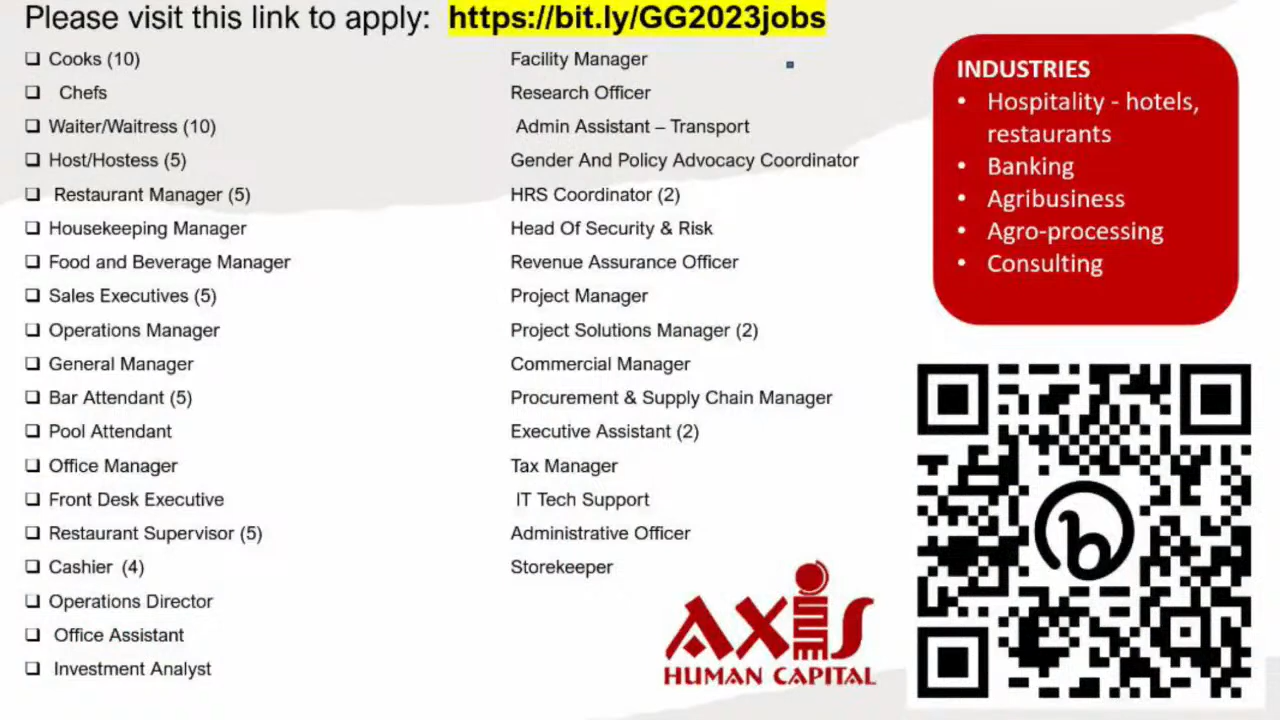 Please visit this link to apply: https://bit.ly/GG2023jobs
Cooks (10)
Chefs
Waiter/Waitress (10)
Host/Hostess (5)
Restaurant Manager (5)
Housekeeping Manager
Food and Beverage Manager
Sales Executives (5)
Operations Manager
General Manager
Bar Attendant (5)
Pool Attendant
Office Manager
Front Desk Executive
Restaurant Supervisor (5)
Cashier (4)
Operations Director
Office Assistant
Investment Analyst
Facility Manager
Research Officer
Admin Assistant – Transport
Gender And Policy Advocacy Coordinator
HRS Coordinator (2)
Head Of Security & Risk
Revenue Assurance Officer
Project Manager
Project Solutions Manager (2)
Commercial Manager
Procurement & Supply Chain Manager
Executive Assistant (2)
Tax Manager
IT Tech Support
Administrative Officer
Storekeeper
INDUSTRIES
• Hospitality - hotels,
restaurants
• Banking
• Agribusiness
• Agro-processing
• Consulting
b
AXIS
HUMAN CAPITAL